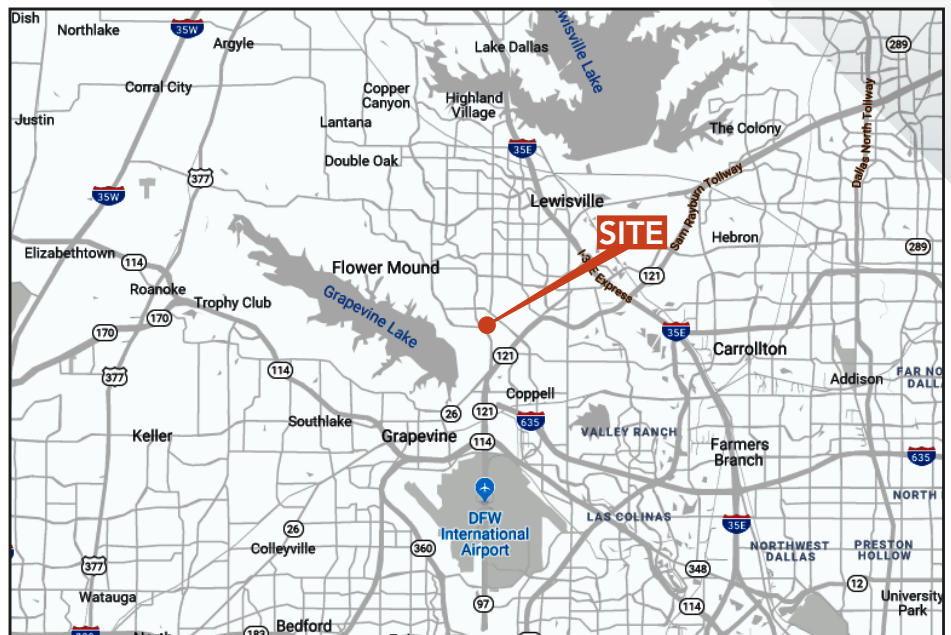 Dish
Northlake
35W
Argyle
Lake Dallas
ewisville Lake
289
Corral City
Copper
Canyon
Highland
Village
Justin
Lantana
The Colony
Dallas North Tollway
Double Oak
35E
377
35W
Lewisville
Sam Rayburn Tollway
SITE
Hebron
289
Elizabethtown
114
Flower Mound
121
Roanoke
Trophy Club
Grapevine Lake
E Express
170
170
35E
121
Carrollton
377
114
Addison
FAR NO
DALL
Coppell
26
121
635
Southlake
Keller
Grapevine
114
VALLEY RANCH
Farmers
Branch
635
NORTH
DFW
International
Airport
LAS COLINAS
35E
26
Colleyville
360
NORTHWEST
DALLAS
PRESTON
HOLLOW
377
348
12
Watauga
97
114
University
Park
183
Bedford